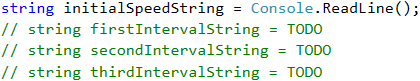 string initialSpeedString = Console.ReadLine();
// string firstIntervalString = TODO
// string secondIntervalString = TODO
// string thirdIntervalString = TODO